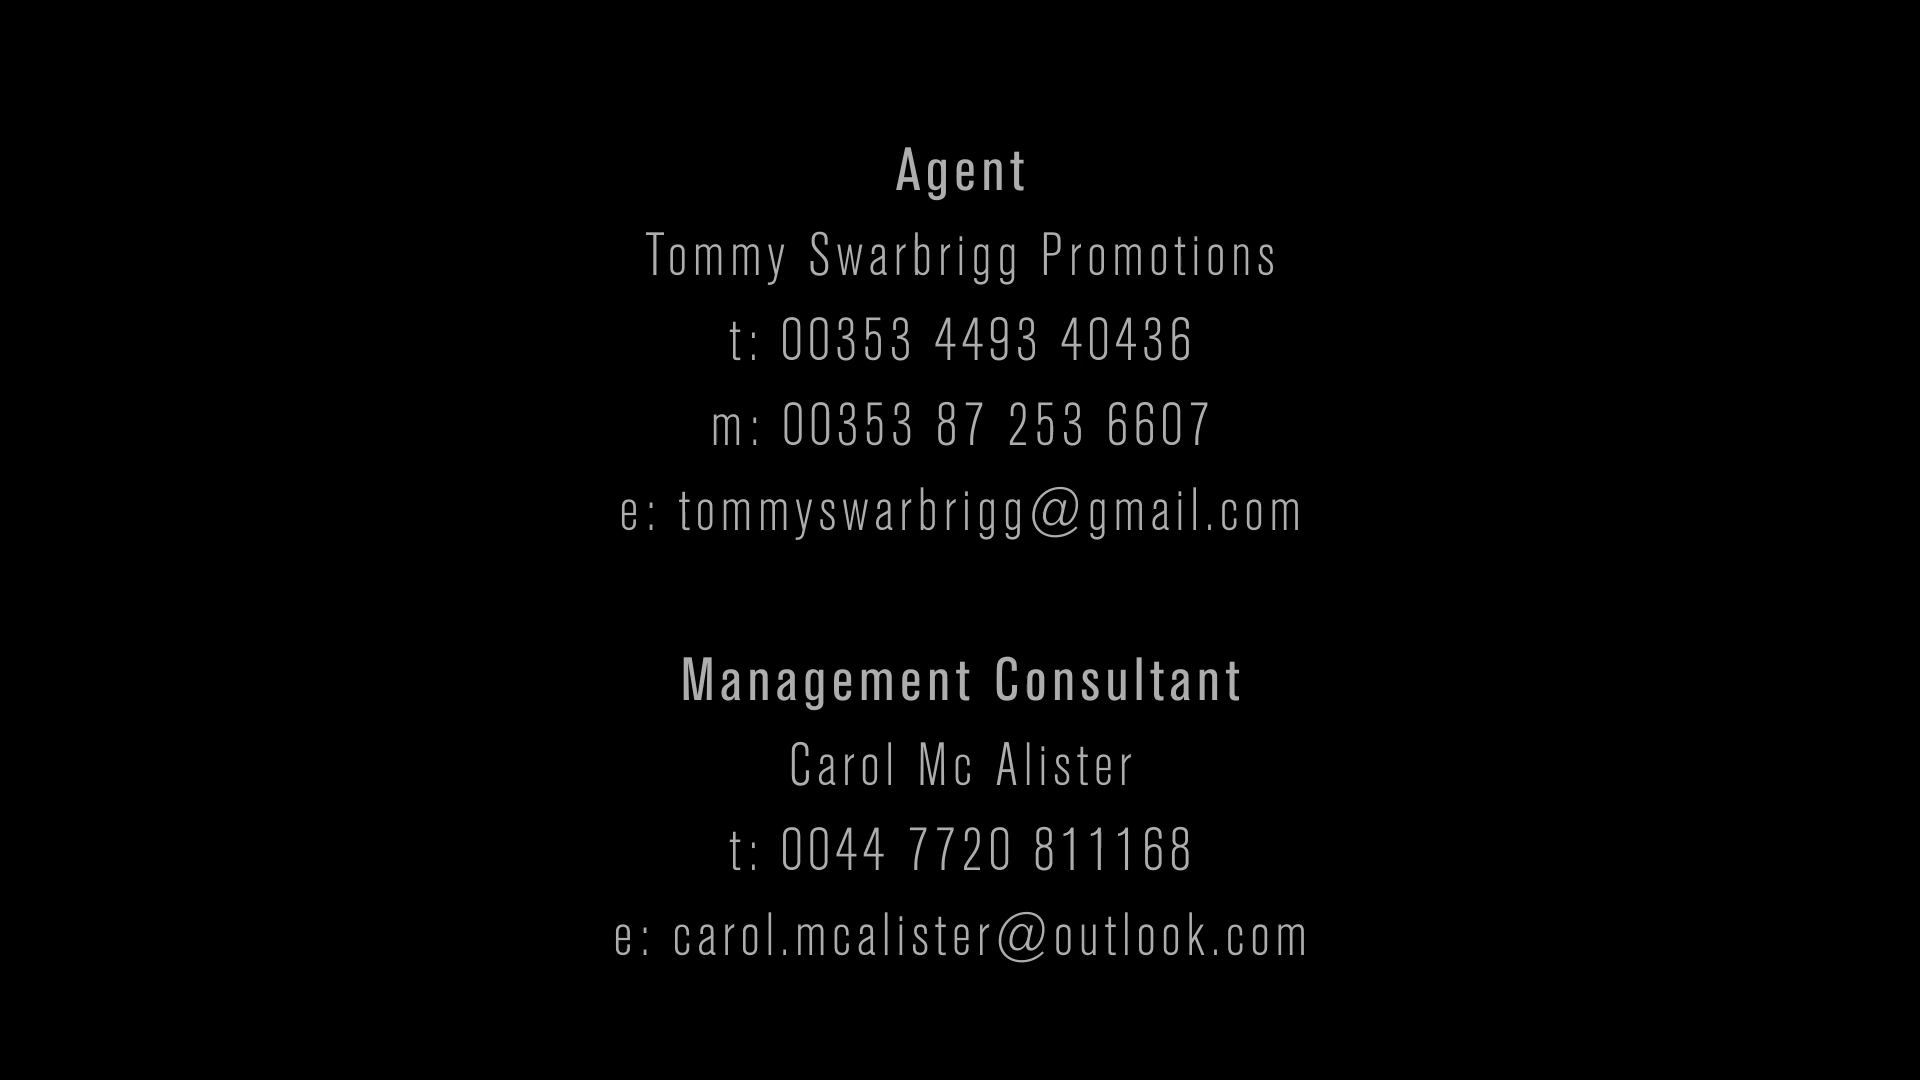 Agent
Tommy Swarbrigg Promotions
t: 00353 4493 40436
m: 00353 87 253 6607
e: tommyswarbrigg@gmail.com
Management Consultant
Carol Mc Alister
t: 0044 7720 811168
e: carol.mcalister@outlook.com